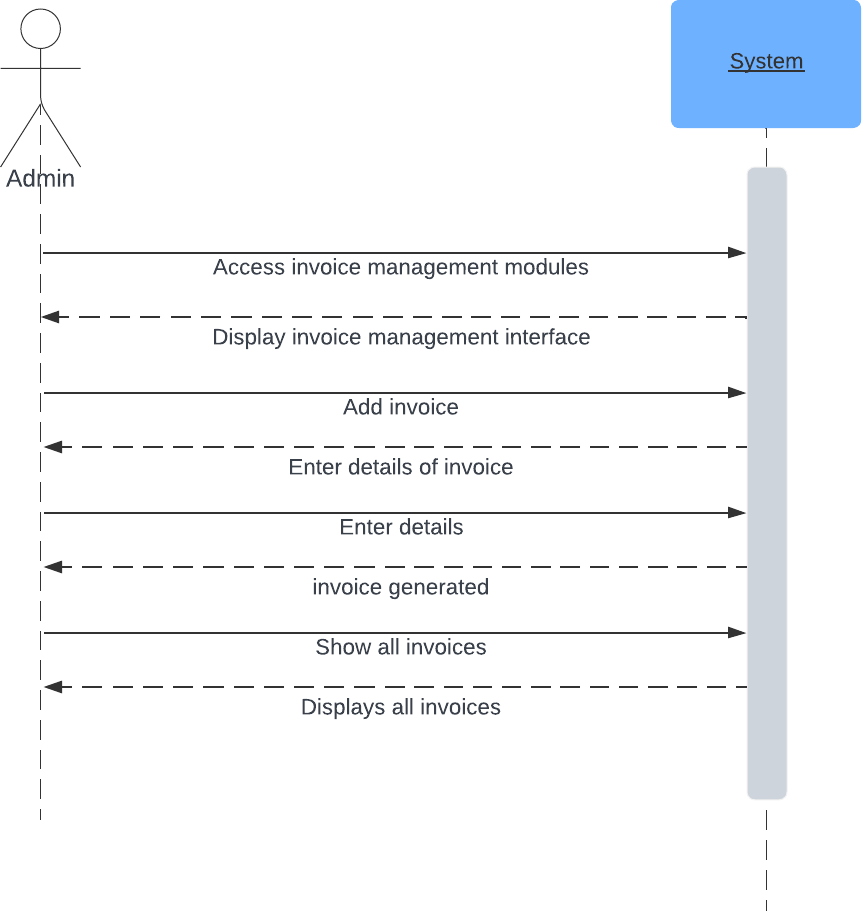 System
Admin
Access invoice management modules
Display invoice management interface
Add invoice
Enter details of invoice
Enter details
invoice generated
Show all invoices
Displays all invoices